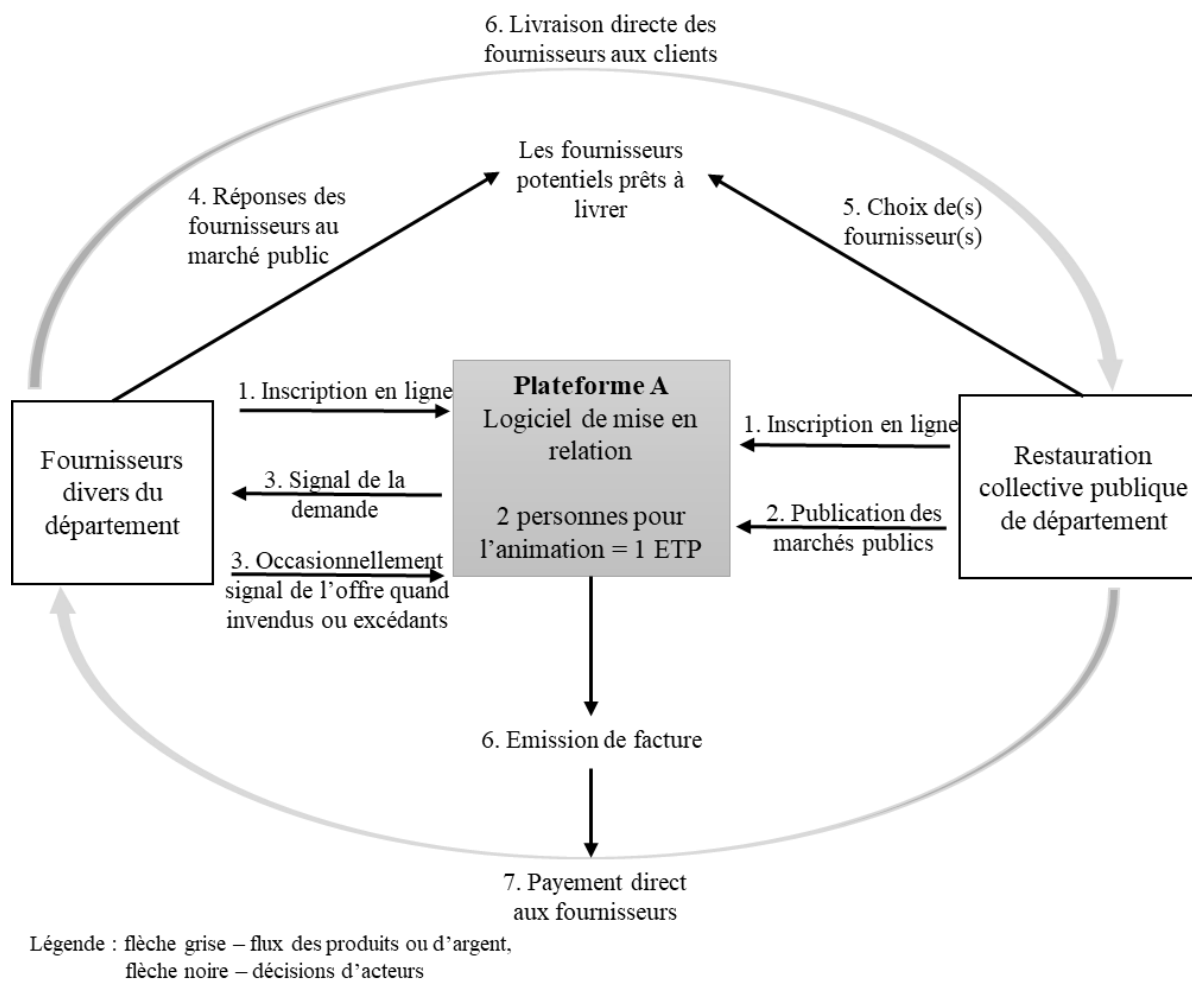 6. Livraison directe des
fournisseurs aux clients
Les fournisseurs
potentiels prêts à
livrer
4. Réponses des
fournisseurs au
marché public
5. Choix de(s)
fournisseur(s)
Fournisseurs
divers du
département
1. Inscription en ligne
3. Signal de la
demande
3. Occasionnellement
signal de l’offre quand
invendus ou excédants
Plateforme A
Logiciel de mise en
relation
2 personnes pour
l’animation = 1 ETP
1. Inscription en ligne
2. Publication des
marchés publics
Restauration
collective publique
de département
6. Emission de facture
7. Payement direct
aux fournisseurs
Légende : flèche grise – flux des produits ou d’argent,
flèche noire – décisions d’acteurs